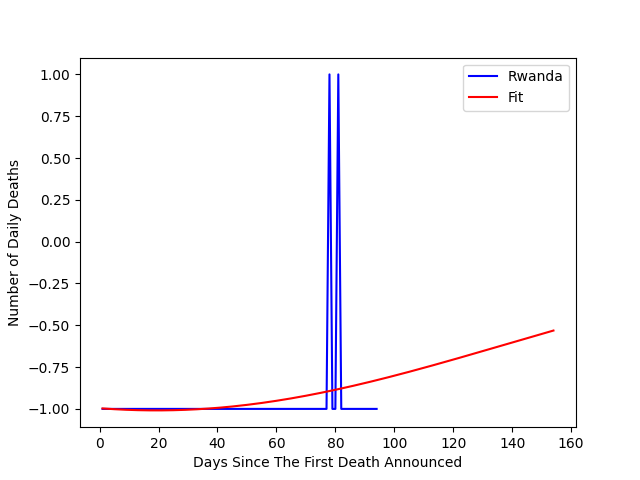 1.00
0.75
0.50
0.25
0.00
−0.25
−0.50
−0.75
−1.00
Number of Daily Deaths
0 20 40 60 80 100 120 140 160
Days Since The First Death Announced
Rwanda
Fit